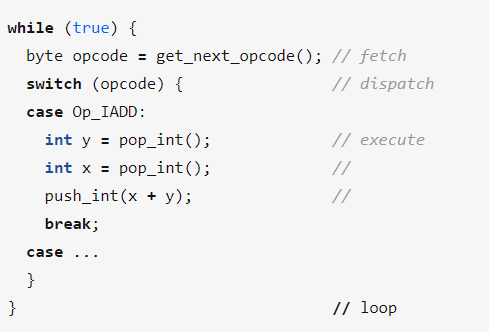 while (true) {
  byte opcode = get_next_opcode(); // fetch
  switch (opcode) {                // dispatch
  case Op_IADD:
    int y = pop_int();             // execute
    int x = pop_int();             //
    push_int(x + y);               //
    break;
  case ...
  }
}                                  // loop